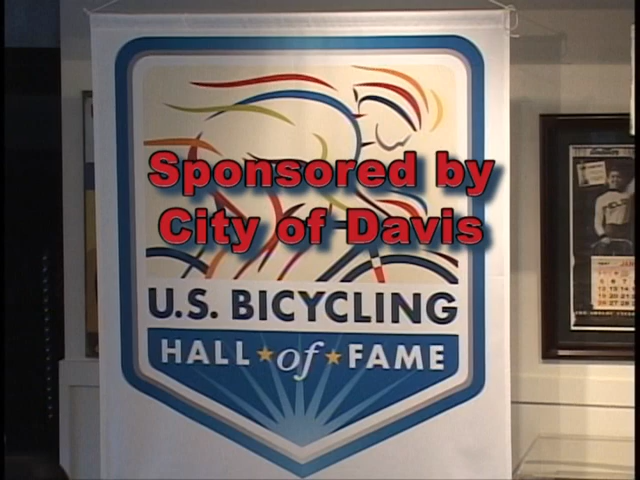 Sponsored by
City of Davis
U.S. BICYCLING
HALL of FAME